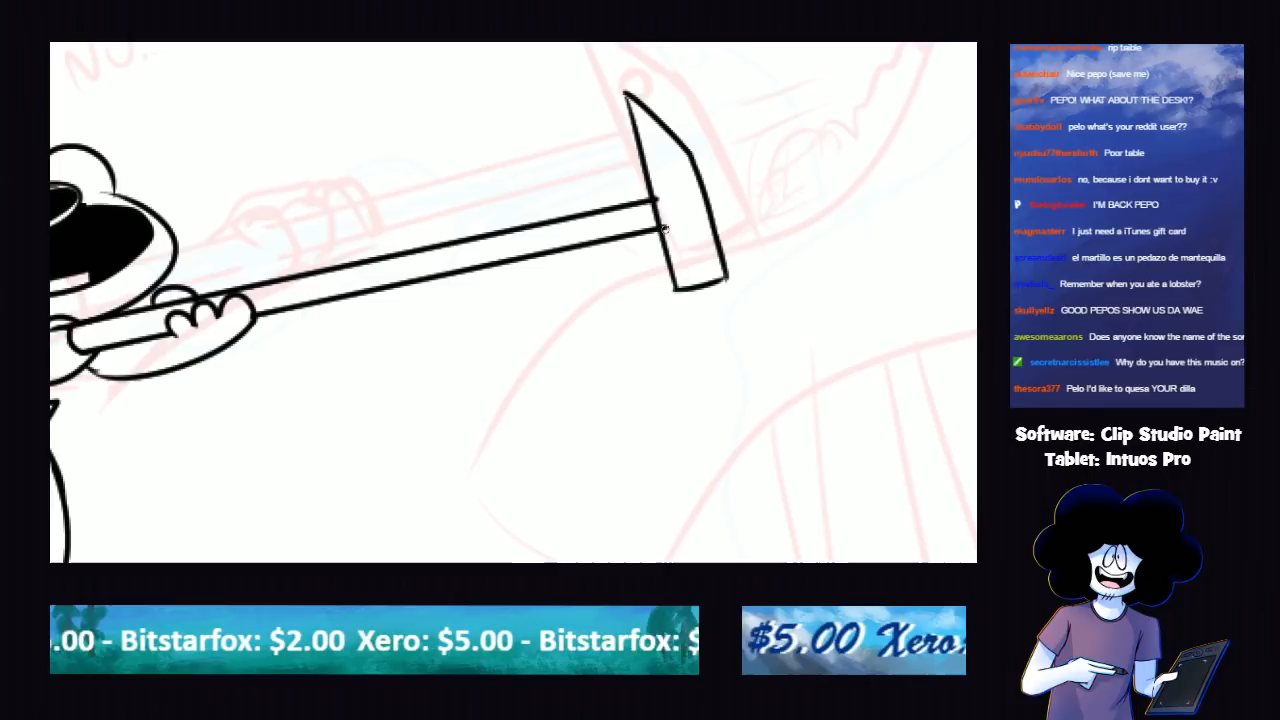 NU..
rip table
Nice pepo (save me)
PEPO! WHAT ABOUT THE DESK!?
pelo what's your reddit user??
Poor table
no, because i dont want to buy it :v
I'M BACK PEPO
magmanterr I just need a iTunes gift card
el martillo es un pedazo de mantequilla
Remember when you ate a lobster?
skullyellz GOOD PEPOS SHOW US DA WAE
awesomeaarons Does anyone know the name of the sor
secretnarcissistlee Why do you have this music on?
thesora377 Pelo I'd like to quesa YOUR dilla
Software: Clip Studio Paint
Tablet: Intuos Pro
.00 - Bitstarfox: $2.00 Xero: $5.00 - Bitstarfox: $
$5.00 Xero: